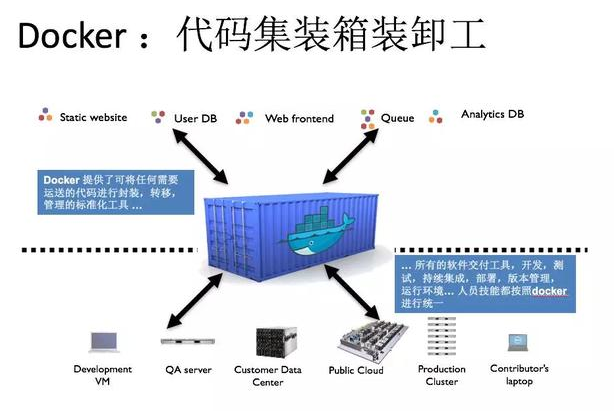 Docker ：代码集装箱装卸工
Static website
User DB
Web frontend
Queue
Analytics DB
Docker 提供了可将任何需要
运送的代码进行封装，转移，
管理的标准化工具 ...
... 所有的软件交付工具，开发，测
试，持续集成，部署，版本管理，
运行环境... 人员技能都按照docker
进行统一
Development
VM
QA server
Customer Data
Center
Public Cloud
Production
Cluster
Contributor's
laptop